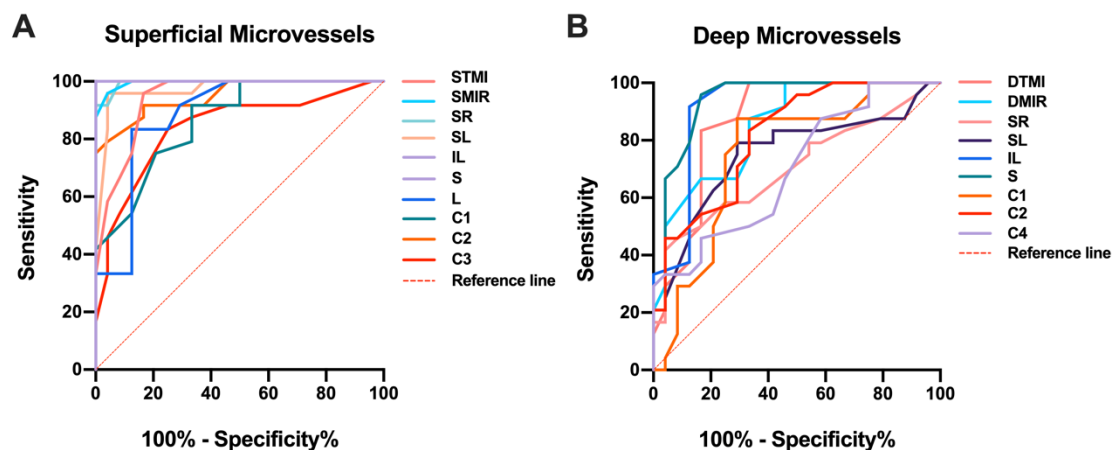 A
Superficial Microvessels
Sensitivity
100
80
60
40
20
0
0
20
40
60
80
100
100% - Specificity%
STMI
SMIR
SR
SL
IL
S
L
C1
C2
C3
Reference line
B
Deep Microvessels
Sensitivity
100
80
60
40
20
0
0
20
40
60
80
100
100% - Specificity%
DTMI
DMIR
SR
SL
IL
S
C1
C2
C4
Reference line